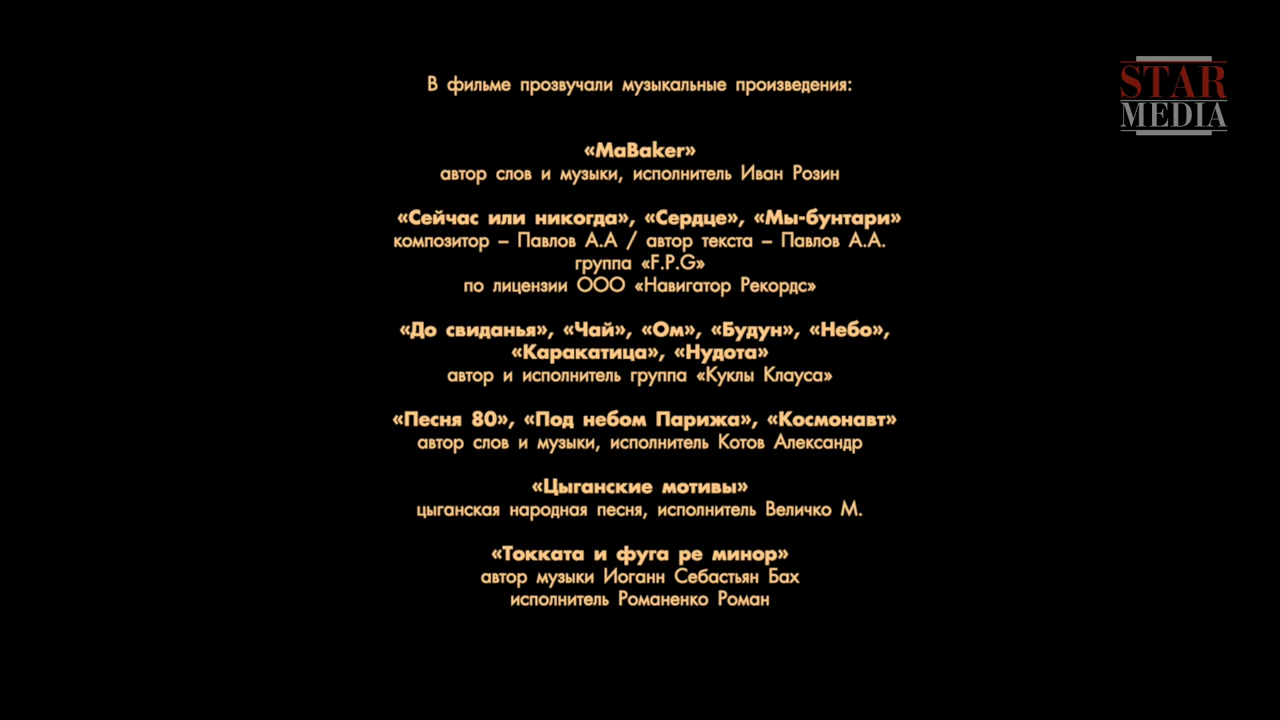 STAR
MEDIA
В фильме прозвучали музыкальные произведения:
«MaBaker»
автор слов и музыки, исполнитель Иван Розин
«Сейчас или никогда», «Сердце», «Мы-бунтари»
композитор – Павлов А.А / автор текста – Павлов А.А.
группа «F.P.G»
по лицензии ООО «Навигатор Рекордс»
«До свиданья», «Чай», «Ом», «Будун», «Небо»,
«Каракатица», «Нудота»
автор и исполнитель группа «Куклы Клауса»
«Песня 80», «Под небом Парижа», «Космонавт»
автор слов и музыки, исполнитель Котов Александр
«Цыганские мотивы»
цыганская народная песня, исполнитель Величко М.
«Токката и фуга ре минор»
автор музыки Иоганн Себастьян Бах
исполнитель Романенко Роман